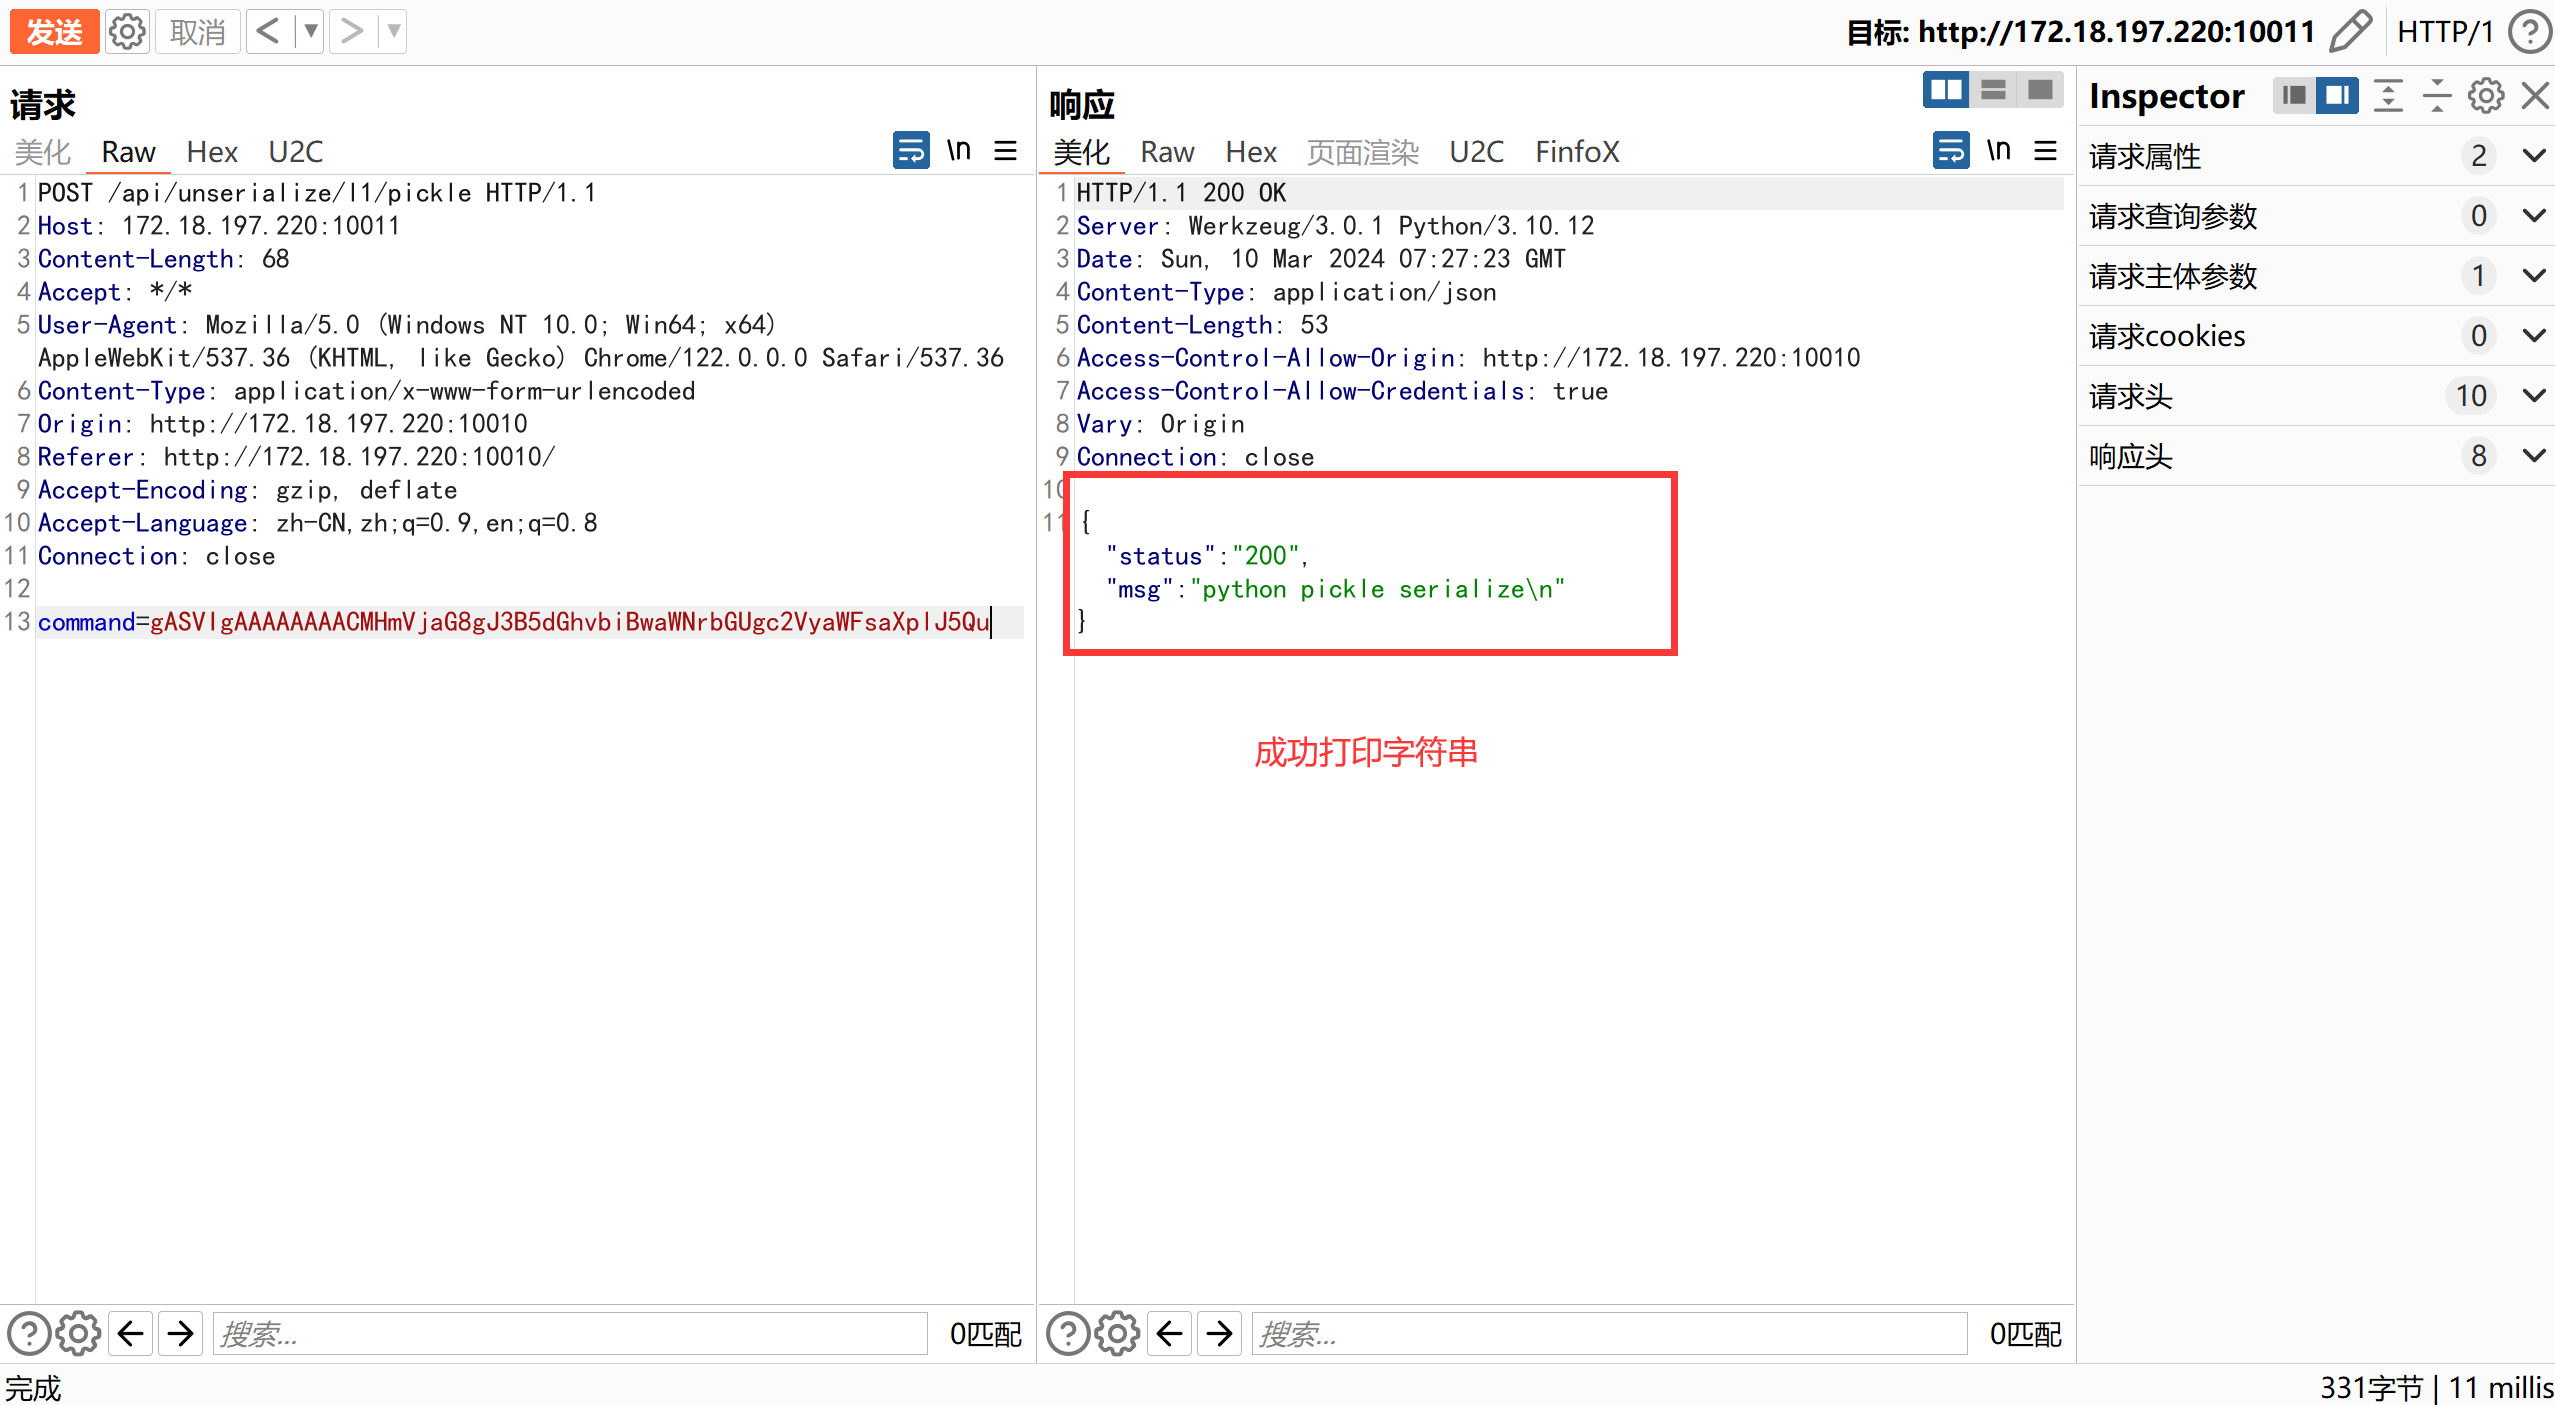 发送
取消
目标: http://172.18.197.220:10011
HTTP/1
请求
美化 Raw Hex U2C
\n
1 POST /api/unserialize/l1/pickle HTTP/1.1
2 Host: 172.18.197.220:10011
3 Content-Length: 68
4 Accept: */*
5 User-Agent: Mozilla/5.0 (Windows NT 10.0; Win64; x64)
AppleWebKit/537.36 (KHTML, like Gecko) Chrome/122.0.0.0 Safari/537.36
6 Content-Type: application/x-www-form-urlencoded
7 Origin: http://172.18.197.220:10010
8 Referer: http://172.18.197.220:10010/
9 Accept-Encoding: gzip, deflate
10 Accept-Language: zh-CN,zh;q=0.9,en;q=0.8
11 Connection: close
12
13 command=gASVIgAAAAAAAACMHmVjaG8gJ3B5dGhvbiBwaWNrbGUgc2VyaWFsaXplJ5Qu
搜索...
0匹配
响应
美化 Raw Hex 页面渲染 U2C FinfoX
\n
1 HTTP/1.1 200 OK
2 Server: Werkzeug/3.0.1 Python/3.10.12
3 Date: Sun, 10 Mar 2024 07:27:23 GMT
4 Content-Type: application/json
5 Content-Length: 53
6 Access-Control-Allow-Origin: http://172.18.197.220:10010
7 Access-Control-Allow-Credentials: true
8 Vary: Origin
9 Connection: close
10
11 {
"status":"200",
"msg":"python pickle serialize\n"
}
成功打印字符串
搜索...
0匹配
Inspector
请求属性 2
请求查询参数 0
请求主体参数 1
请求cookies 0
请求头 10
响应头 8
完成
331字节 | 11 millis